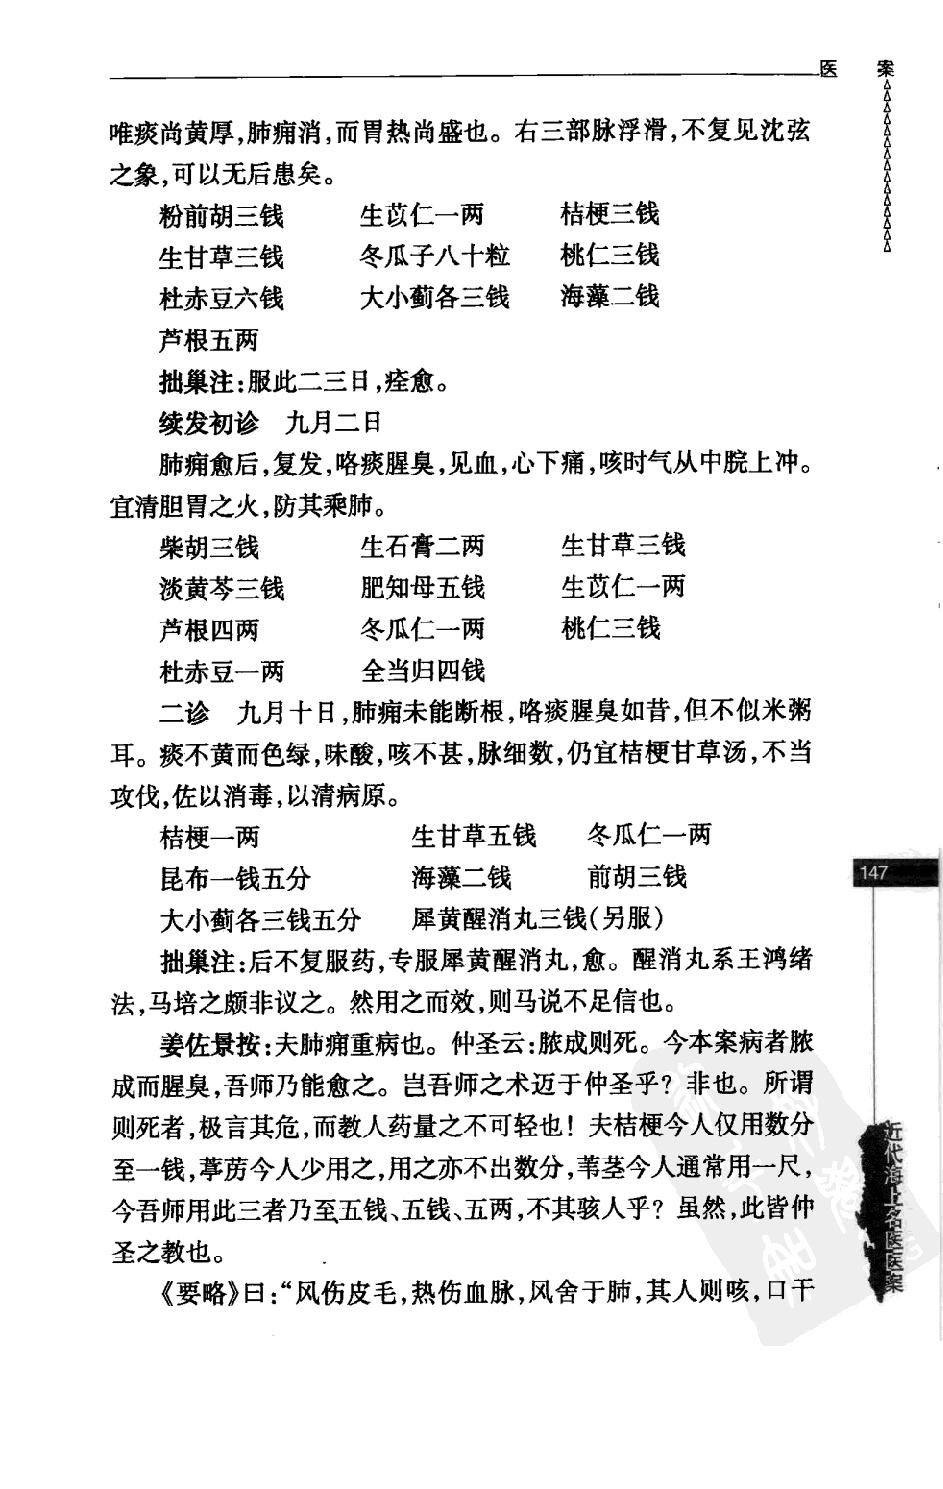 医 案
唯痰尚黄厚,肺痈消,而胃热尚盛也。右三部脉浮滑,不复见沈弦
之象,可以无后患矣。
粉前胡三钱 生苡仁一两 桔梗三钱
生甘草三钱 冬瓜子八十粒 桃仁三钱
杜赤豆六钱 大小蓟各三钱 海藻二钱
芦根五两
拙巢注:服此二三日,痊愈。
续发初诊 九月二日
肺痈愈后,复发,咯痰腥臭,见血,心下痛,咳时气从中脘上冲。
宜清胆胃之火,防其乘肺。
柴胡三钱 生石膏二两 生甘草三钱
淡黄芩三钱 肥知母五钱 生苡仁一两
芦根四两 冬瓜仁一两 桃仁三钱
杜赤豆一两 全当归四钱
二诊 九月十日,肺痈未能断根,咯痰腥臭如昔,但不似米粥
耳。痰不黄而色绿,味酸,咳不甚,脉细数,仍宜桔梗甘草汤,不当
攻伐,佐以消毒,以清病原。
桔梗一两 生甘草五钱 冬瓜仁一两
昆布一钱五分 海藻二钱 前胡三钱
大小蓟各三钱五分 犀黄醒消丸三钱(另服)
拙巢注:后不复服药,专服犀黄醒消丸,愈。醒消丸系王鸿绪
法,马培之颇非议之。然用之而效,则马说不足信也。
姜佐景按:夫肺痈重病也。仲圣云:脓成则死。今本案病者脓
成而腥臭,吾师乃能愈之。岂吾师之术迈于仲圣乎？非也。所谓
则死者,极言其危,而教人药量之不可轻也！夫桔梗今人仅用数分
至一钱,葶苈今人少用之,用之亦不出数分,苇茎今人通常用一尺,
今吾师用此三者乃至五钱、五钱、五两,不其骇人乎？虽然,此皆仲
圣之教也。
《要略》曰:“风伤皮毛,热伤血脉,风舍于肺,其人则咳,口干
147
近代海上名医医案